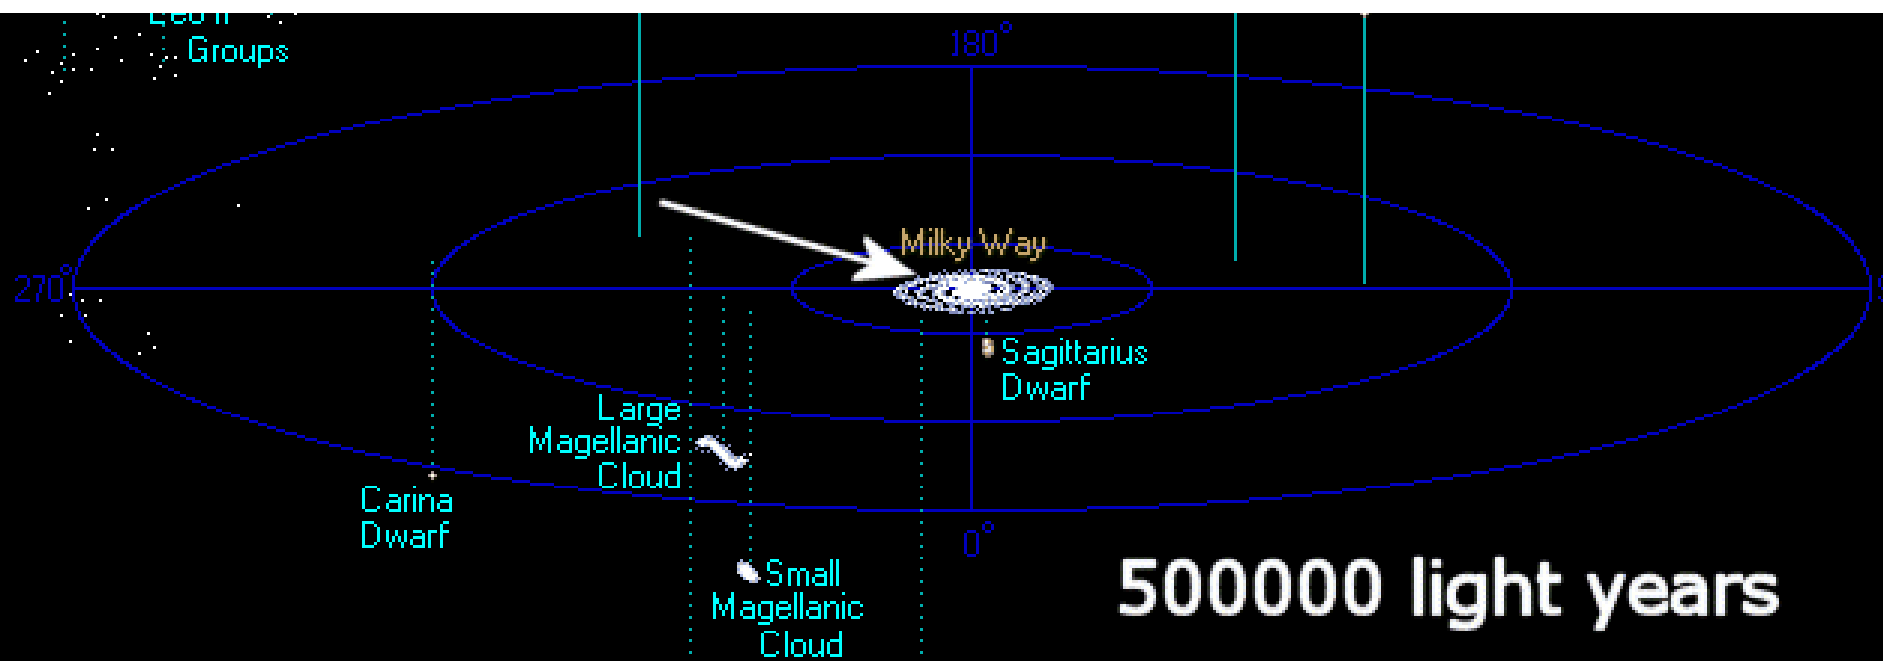 Groups
180°
Milky Way
270°
Sagittarius
Dwarf
Large
Magellanic
Cloud
Carina
Dwarf
0°
Small
Magellanic
Cloud
500000 light years